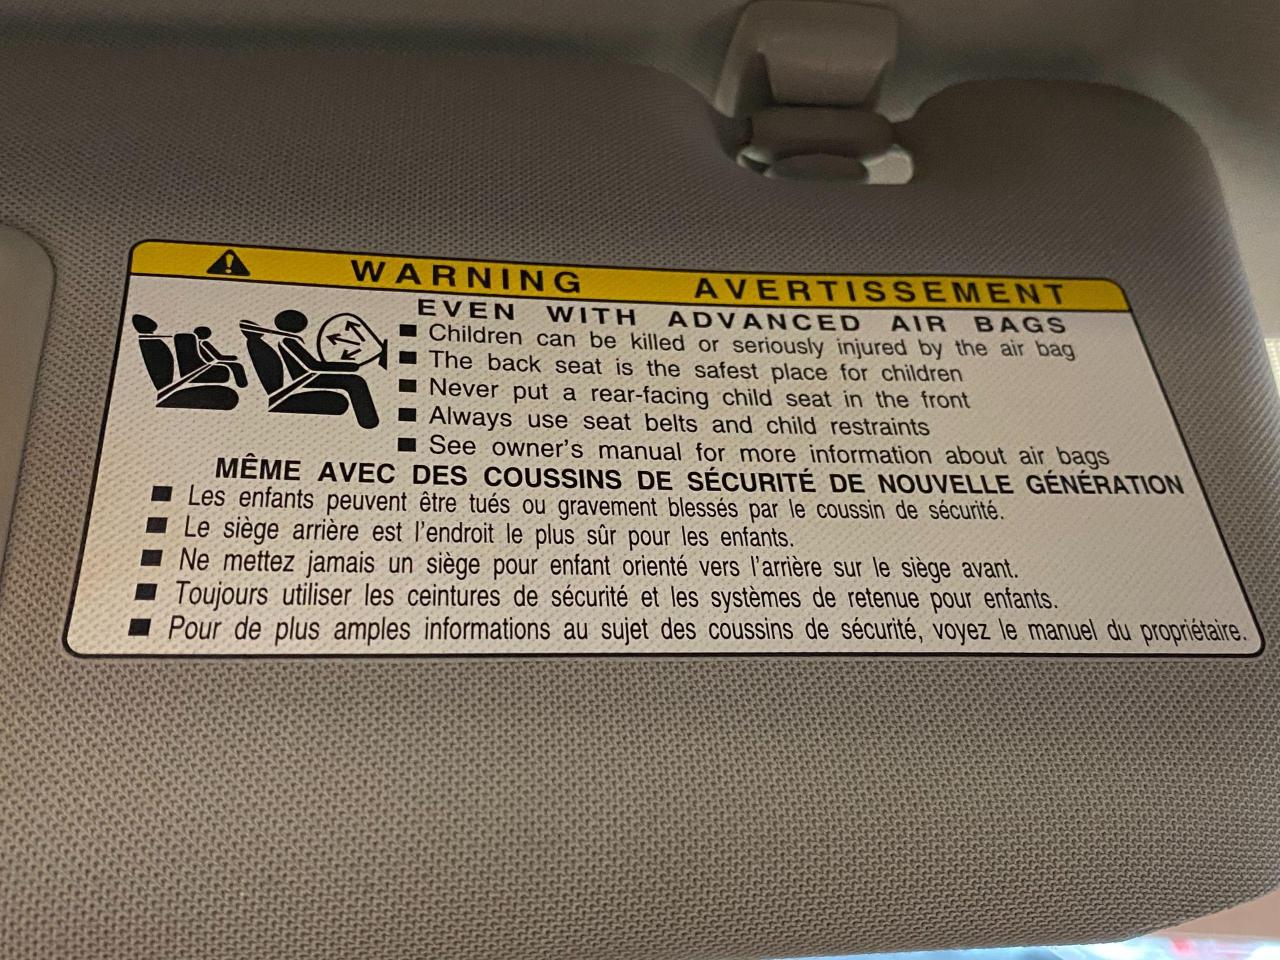 WARNING AVERTISSEMENT
EVEN WITH ADVANCED AIR BAGS
■ Children can be killed or seriously injured by the air bag
■ The back seat is the safest place for children
■ Never put a rear-facing child seat in the front
■ Always use seat belts and child restraints
■ See owner's manual for more information about air bags
MÊME AVEC DES COUSSINS DE SÉCURITÉ DE NOUVELLE GÉNÉRATION
■ Les enfants peuvent être tués ou gravement blessés par le coussin de sécurité.
■ Le siège arrière est l'endroit le plus sûr pour les enfants.
■ Ne mettez jamais un siège pour enfant orienté vers l'arrière sur le siège avant.
■ Toujours utiliser les ceintures de sécurité et les systèmes de retenue pour enfants.
■ Pour de plus amples informations au sujet des coussins de sécurité, voyez le manuel du propriétaire.